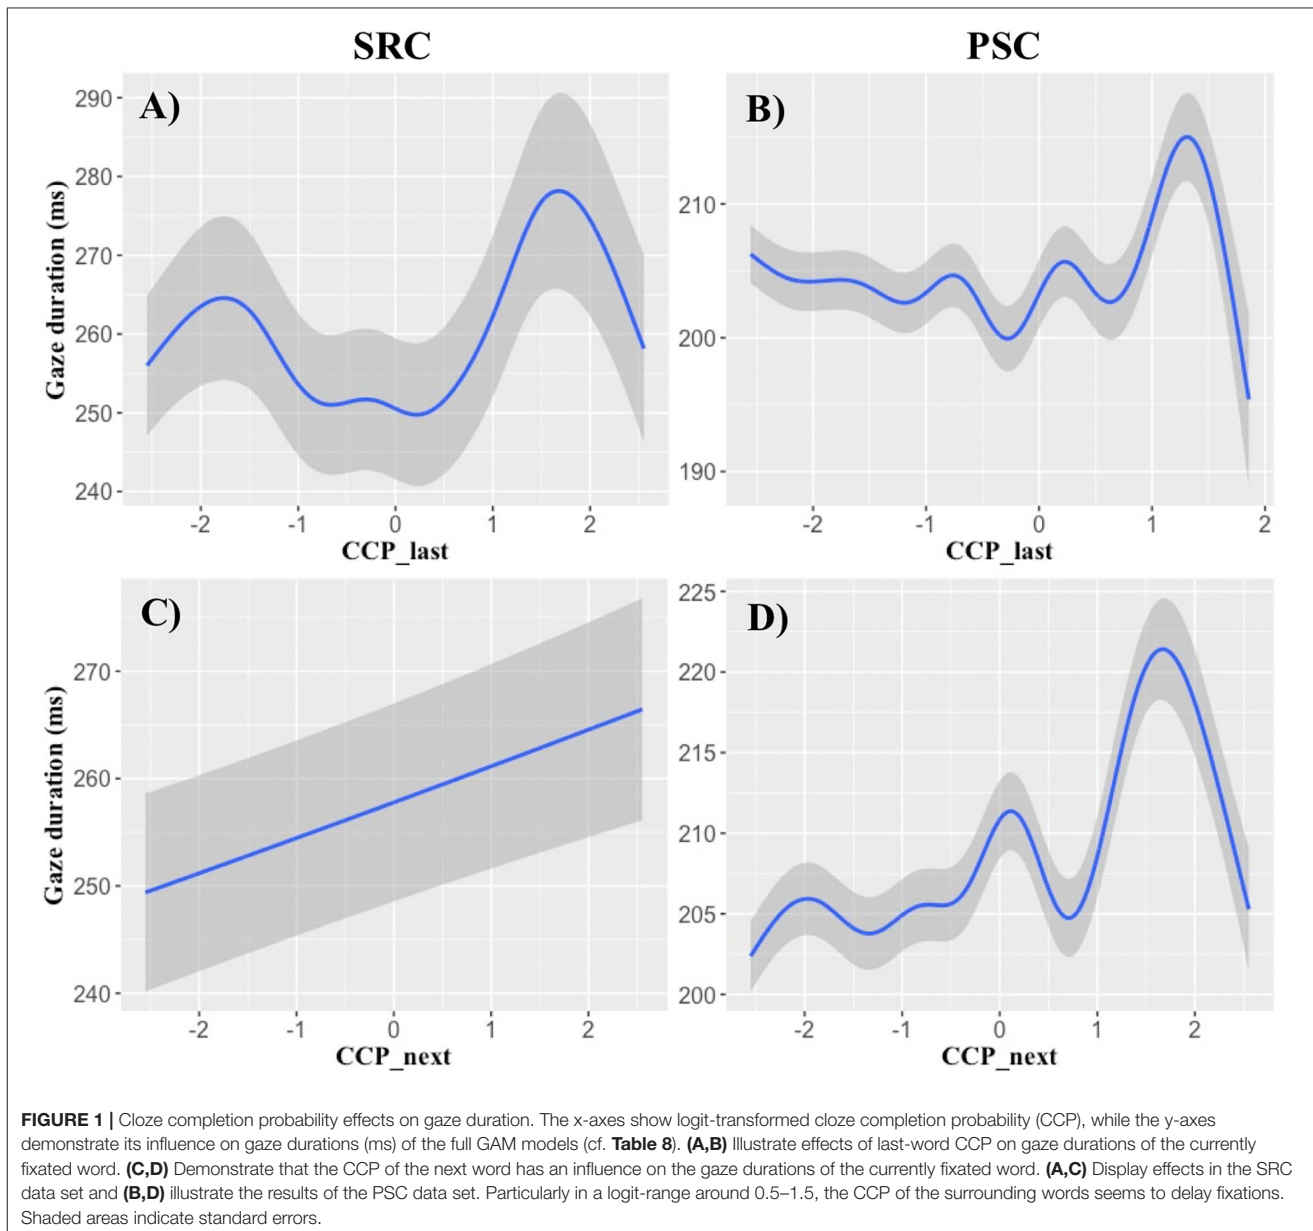 SRC
PSC
A)
290
280
270
260
250
240
Gaze duration (ms)
-2 -1 0 1 2
CCP_last
B)
210
200
190
-2 -1 0 1 2
CCP_last
C)
270
260
250
240
Gaze duration (ms)
-2 -1 0 1 2
CCP_next
D)
225
220
215
210
205
200
-2 -1 0 1 2
CCP_next
FIGURE 1 | Cloze completion probability effects on gaze duration. The x-axes show logit-transformed cloze completion probability (CCP), while the y-axes
demonstrate its influence on gaze durations (ms) of the full GAM models (cf. Table 8). (A,B) Illustrate effects of last-word CCP on gaze durations of the currently
fixated word. (C,D) Demonstrate that the CCP of the next word has an influence on the gaze durations of the currently fixated word. (A,C) Display effects in the SRC
data set and (B,D) illustrate the results of the PSC data set. Particularly in a logit-range around 0.5–1.5, the CCP of the surrounding words seems to delay fixations.
Shaded areas indicate standard errors.